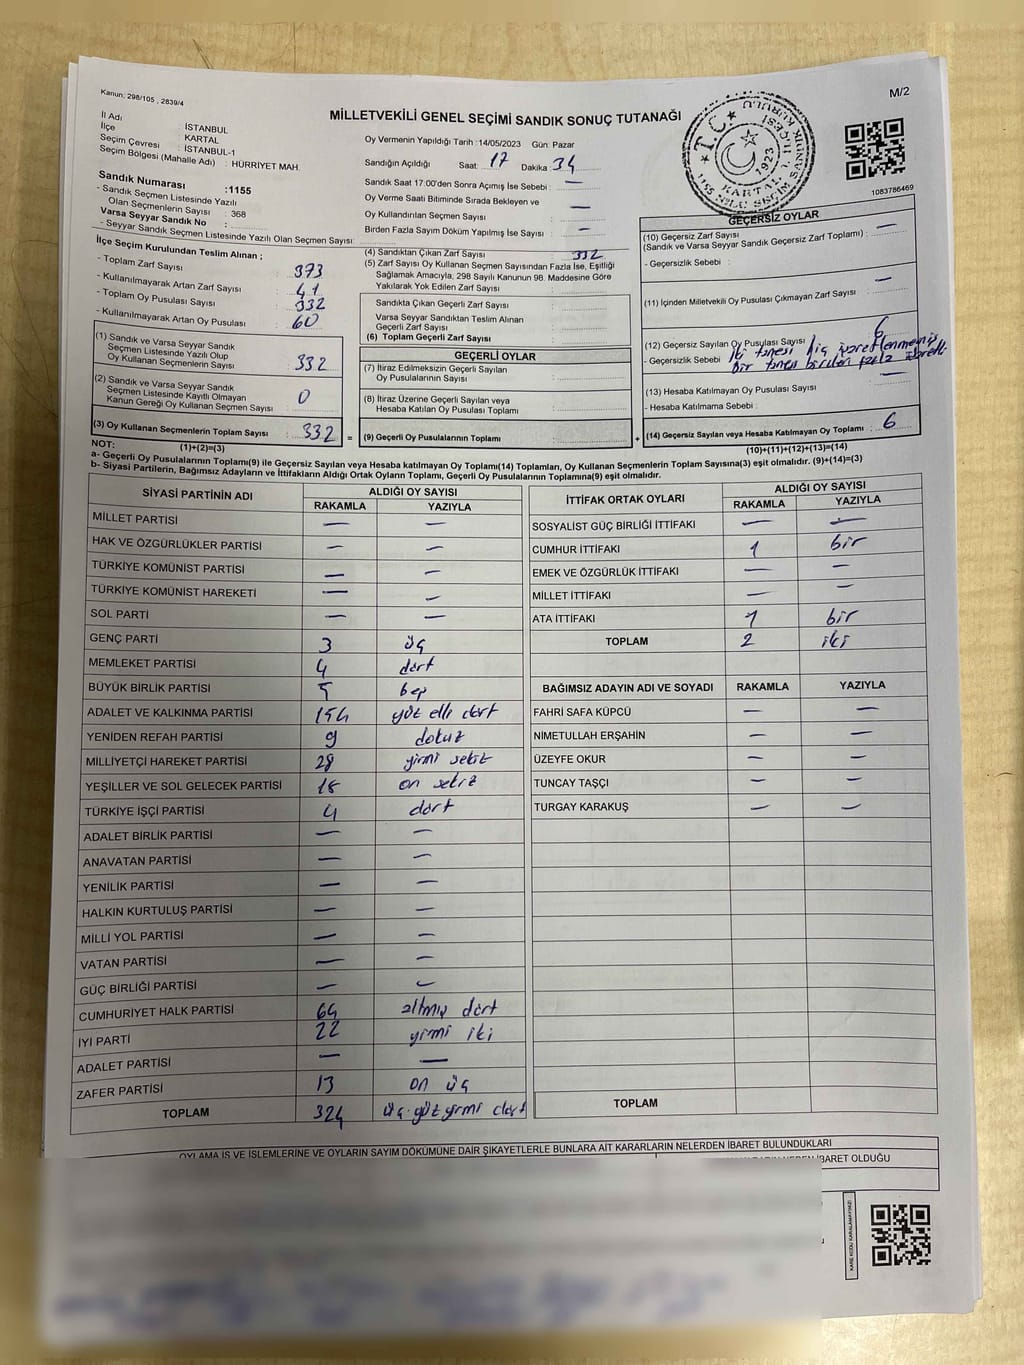 Kanun; 298/105 , 2839/4
M/2
MİLLETVEKİLİ GENEL SEÇİMİ SANDIK SONUÇ TUTANAĞI
İl Adı : İSTANBUL
İlçe : KARTAL
Seçim Çevresi : İSTANBUL-1
Seçim Bölgesi (Mahalle Adı) : HÜRRİYET MAH.
Sandık Numarası :1155
- Sandık Seçmen Listesinde Yazılı
Olan Seçmenlerin Sayısı : 368
Varsa Seyyar Sandık No :
- Seyyar Sandık Seçmen Listesinde Yazılı Olan Seçmen Sayısı:
İlçe Seçim Kurulundan Teslim Alınan ;
- Toplam Zarf Sayısı : 373
- Kullanılmayarak Artan Zarf Sayısı : 41
- Toplam Oy Pusulası Sayısı : 332
- Kullanılmayarak Artan Oy Pusulası : 60
(1) Sandık ve Varsa Seyyar Sandık
Seçmen Listesinde Yazılı Olup
Oy Kullanan Seçmenlerin Sayısı : 332
(2) Sandık ve Varsa Seyyar Sandık
Seçmen Listesinde Kayıtlı Olmayan
Kanun Gereği Oy Kullanan Seçmen Sayısı : 0
(3) Oy Kullanan Seçmenlerin Toplam Sayısı : 332 =
Oy Vermenin Yapıldığı Tarih :14/05/2023 Gün: Pazar
Sandığın Açıldığı Saat: 17 Dakika : 34
Sandık Saat 17:00'den Sonra Açımış İse Sebebi : —
Oy Verme Saati Bitiminde Sırada Bekleyen ve
Oy Kullandırılan Seçmen Sayısı : —
Birden Fazla Sayım Döküm Yapılmış İse Sayısı : —
(4) Sandıktan Çıkan Zarf Sayısı : 332
(5) Zarf Sayısı Oy Kullanan Seçmen Sayısından Fazla İse, Eşitliği
Sağlamak Amacıyla, 298 Sayılı Kanunun 98. Maddesine Göre
Yakılarak Yok Edilen Zarf Sayısı :
Sandıkta Çıkan Geçerli Zarf Sayısı :
Varsa Seyyar Sandıktan Teslim Alınan
Geçerli Zarf Sayısı :
(6) Toplam Geçerli Zarf Sayısı :
GEÇERLİ OYLAR
(7) İtiraz Edilmeksizin Geçerli Sayılan
Oy Pusulalarının Sayısı :
(8) İtiraz Üzerine Geçerli Sayılan veya
Hesaba Katılan Oy Pusulası Toplamı :
(9) Geçerli Oy Pusulalarının Toplamı : +
T.C.
1923
KARTAL 1. İLÇESİ
1155 NOLU SEÇİM SANDIK KURULU
1083786469
GEÇERSİZ OYLAR
(10) Geçersiz Zarf Sayısı : —
(Sandık ve Varsa Seyyar Sandık Geçersiz Zarf Toplamı) :
- Geçersizlik Sebebi :
(11) İçinden Milletvekili Oy Pusulası Çıkmayan Zarf Sayısı : —
(12) Geçersiz Sayılan Oy Pusulası Sayısı : 6
- Geçersizlik Sebebi : iki tanesi hiç işaretlenmemiş
bir tanesi birden fazla işaretli
(13) Hesaba Katılmayan Oy Pusulası Sayısı : —
- Hesaba Katılmama Sebebi :
(14) Geçersiz Sayılan veya Hesaba Katılmayan Oy Toplamı : 6
NOT: (1)+(2)=(3) (10)+(11)+(12)+(13)=(14)
a- Geçerli Oy Pusulalarının Toplamı(9) ile Geçersiz Sayılan veya Hesaba Katılmayan Oy Toplamı(14) Toplamları, Oy Kullanan Seçmenlerin Toplam Sayısına(3) eşit olmalıdır. (9)+(14)=(3)
b- Siyasi Partilerin, Bağımsız Adayların ve İttifakların Aldığı Ortak Oyların Toplamı, Geçerli Oy Pusulalarının Toplamına(9) eşit olmalıdır.
SİYASİ PARTİNİN ADI ALDIĞI OY SAYISI
RAKAMLA YAZIYLA
MİLLET PARTİSİ — —
HAK VE ÖZGÜRLÜKLER PARTİSİ — —
TÜRKİYE KOMÜNİST PARTİSİ — —
TÜRKİYE KOMÜNİST HAREKETİ — —
SOL PARTİ — —
GENÇ PARTİ 3 üç
MEMLEKET PARTİSİ 4 dört
BÜYÜK BİRLİK PARTİSİ 5 beş
ADALET VE KALKINMA PARTİSİ 154 yüz elli dört
YENİDEN REFAH PARTİSİ 9 dokuz
MİLLİYETÇİ HAREKET PARTİSİ 28 yirmi sekiz
YEŞİLLER VE SOL GELECEK PARTİSİ 18 on sekiz
TÜRKİYE İŞÇİ PARTİSİ 4 dört
ADALET BİRLİK PARTİSİ — —
ANAVATAN PARTİSİ — —
YENİLİK PARTİSİ — —
HALKIN KURTULUŞ PARTİSİ — —
MİLLİ YOL PARTİSİ — —
VATAN PARTİSİ — —
GÜÇ BİRLİĞİ PARTİSİ — —
CUMHURİYET HALK PARTİSİ 64 altmış dört
İYİ PARTİ 22 yirmi iki
ADALET PARTİSİ — —
ZAFER PARTİSİ 13 on üç
TOPLAM 324 üç yüz yirmi dört
İTTİFAK ORTAK OYLARI ALDIĞI OY SAYISI
RAKAMLA YAZIYLA
SOSYALİST GÜÇ BİRLİĞİ İTTİFAKI — —
CUMHUR İTTİFAKI 1 bir
EMEK VE ÖZGÜRLÜK İTTİFAKI — —
MİLLET İTTİFAKI — —
ATA İTTİFAKI 1 bir
TOPLAM 2 iki
BAĞIMSIZ ADAYIN ADI VE SOYADI RAKAMLA YAZIYLA
FAHRİ SAFA KÜPCÜ — —
NİMETULLAH ERŞAHİN — —
ÜZEYFE OKUR — —
TUNCAY TAŞÇI — —
TURGAY KARAKUŞ — —
TOPLAM
OYLAMA İŞ VE İŞLEMLERİNE VE OYLARIN SAYIM DÖKÜMÜNE DAİR ŞİKAYETLERLE BUNLARA AİT KARARLARIN NELERDEN İBARET BULUNDUKLARI
İBARET OLDUĞU
KARE KODU KARALAMAYINIZ!